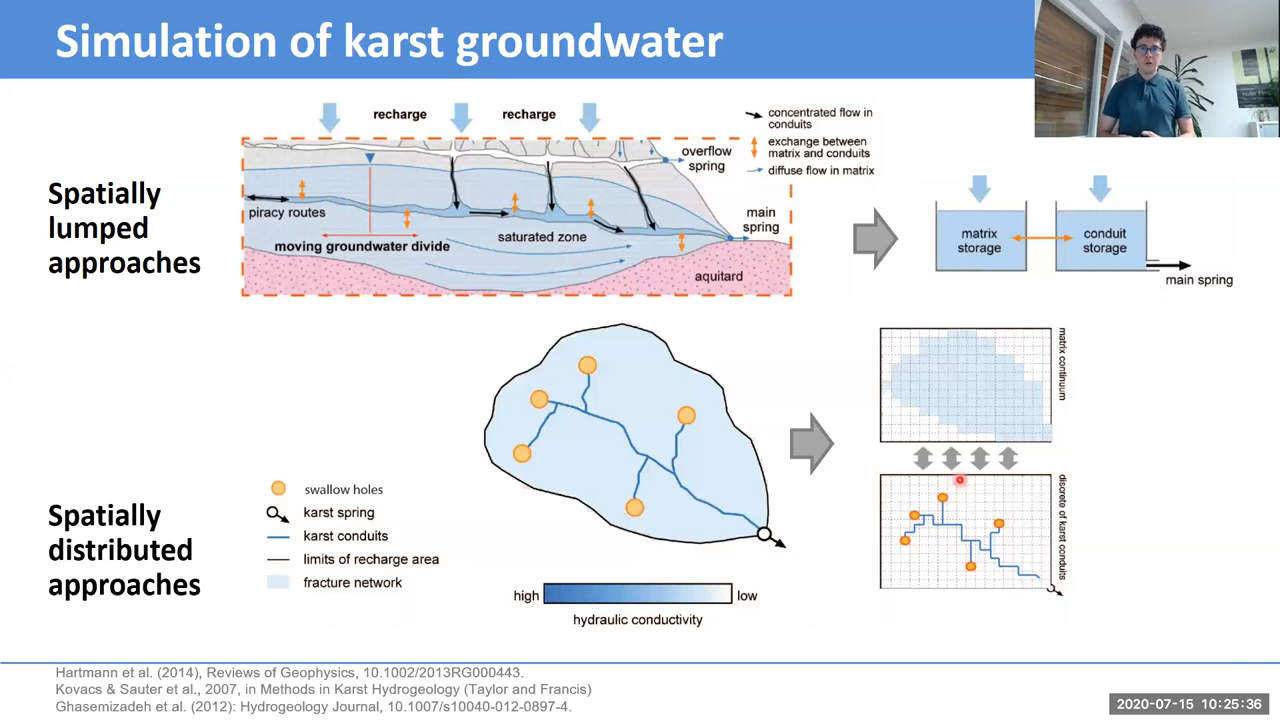 Simulation of karst groundwater
Spatially
lumped
approaches
recharge
recharge
concentrated flow in
conduits
exchange between
matrix and conduits
diffuse flow in matrix
overflow
spring
piracy routes
moving groundwater divide
saturated zone
main
spring
aquitard
matrix
storage
conduit
storage
main spring
Spatially
distributed
approaches
swallow holes
karst spring
karst conduits
limits of recharge area
fracture network
high
low
hydraulic conductivity
matrix continuum
discrete of karst conduits
Hartmann et al. (2014), Reviews of Geophysics, 10.1002/2013RG000443.
Kovacs & Sauter et al., 2007, in Methods in Karst Hydrogeology (Taylor and Francis)
Ghasemizadeh et al. (2012): Hydrogeology Journal, 10.1007/s10040-012-0897-4.
2020-07-15 10:25:36